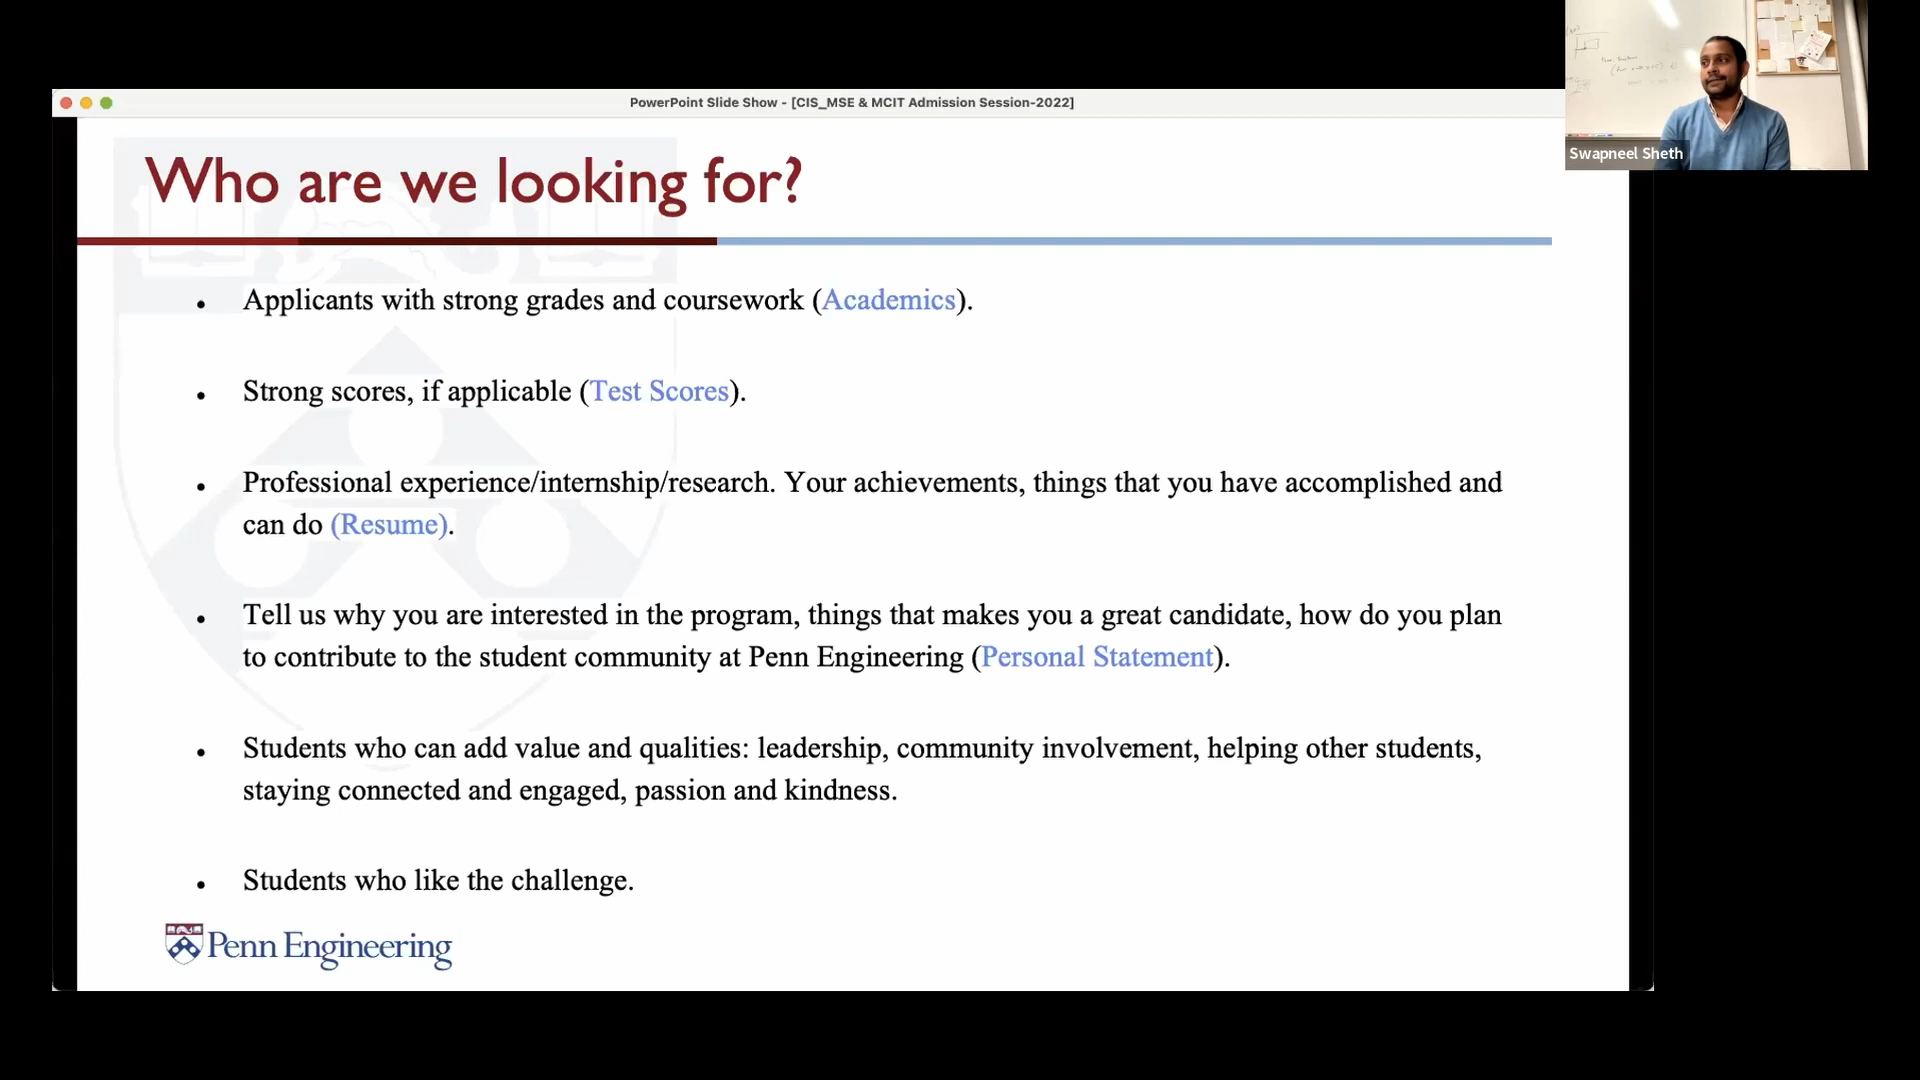 PowerPoint Slide Show - [CIS_MSE & MCIT Admission Session-2022]
Swapneel Sheth
Who are we looking for?
• Applicants with strong grades and coursework (Academics).
• Strong scores, if applicable (Test Scores).
• Professional experience/internship/research. Your achievements, things that you have accomplished and
can do (Resume).
• Tell us why you are interested in the program, things that makes you a great candidate, how do you plan
to contribute to the student community at Penn Engineering (Personal Statement).
• Students who can add value and qualities: leadership, community involvement, helping other students,
staying connected and engaged, passion and kindness.
• Students who like the challenge.
Penn Engineering